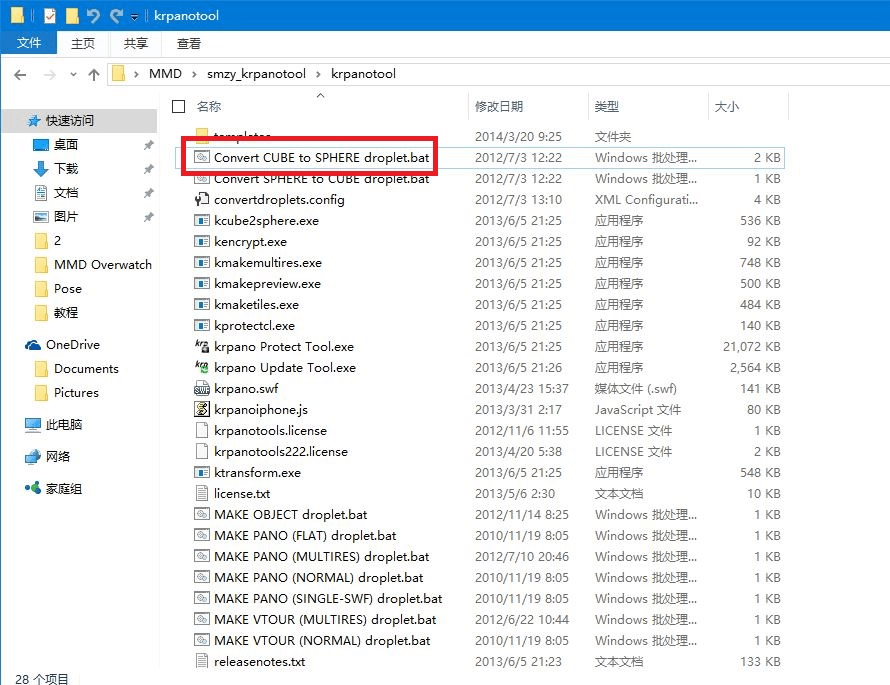 krpanotool
文件 主页 共享 查看
MMD smzy_krpanotool krpanotool
快速访问
桌面
下载
文档
图片
2
MMD Overwatch
Pose
教程
OneDrive
Documents
Pictures
此电脑
网络
家庭组
名称 修改日期 类型 大小
templates 2014/3/20 9:25 文件夹
Convert CUBE to SPHERE droplet.bat 2012/7/3 12:22 Windows 批处理... 2 KB
Convert SPHERE to CUBE droplet.bat 2012/7/3 12:22 Windows 批处理... 1 KB
convertdroplets.config 2012/7/7 13:10 XML Configurati... 4 KB
kcube2sphere.exe 2013/6/5 21:25 应用程序 536 KB
kencrypt.exe 2013/6/5 21:25 应用程序 92 KB
kmakemultires.exe 2013/6/5 21:25 应用程序 748 KB
kmakepreview.exe 2013/6/5 21:25 应用程序 500 KB
kmaketiles.exe 2013/6/5 21:25 应用程序 484 KB
kprotectcl.exe 2013/6/5 21:25 应用程序 140 KB
krpano Protect Tool.exe 2013/6/5 21:25 应用程序 21,072 KB
krpano Update Tool.exe 2013/6/5 21:26 应用程序 2,564 KB
krpano.swf 2013/4/23 15:37 媒体文件 (.swf) 141 KB
krpanoiphone.js 2013/3/31 2:17 JavaScript 文件 80 KB
krpanotools.license 2012/11/6 11:55 LICENSE 文件 1 KB
krpanotools222.license 2013/4/20 5:38 LICENSE 文件 2 KB
ktransform.exe 2013/6/5 21:25 应用程序 548 KB
license.txt 2013/5/6 2:30 文本文档 10 KB
MAKE OBJECT droplet.bat 2012/11/14 8:25 Windows 批处理... 1 KB
MAKE PANO (FLAT) droplet.bat 2010/11/19 8:05 Windows 批处理... 1 KB
MAKE PANO (MULTIRES) droplet.bat 2012/7/10 20:46 Windows 批处理... 1 KB
MAKE PANO (NORMAL) droplet.bat 2010/11/19 8:05 Windows 批处理... 1 KB
MAKE PANO (SINGLE-SWF) droplet.bat 2010/11/19 8:05 Windows 批处理... 1 KB
MAKE VTOUR (MULTIRES) droplet.bat 2012/6/22 10:44 Windows 批处理... 1 KB
MAKE VTOUR (NORMAL) droplet.bat 2010/11/19 8:05 Windows 批处理... 1 KB
releasenotes.txt 2013/6/5 21:23 文本文档 133 KB
28 个项目